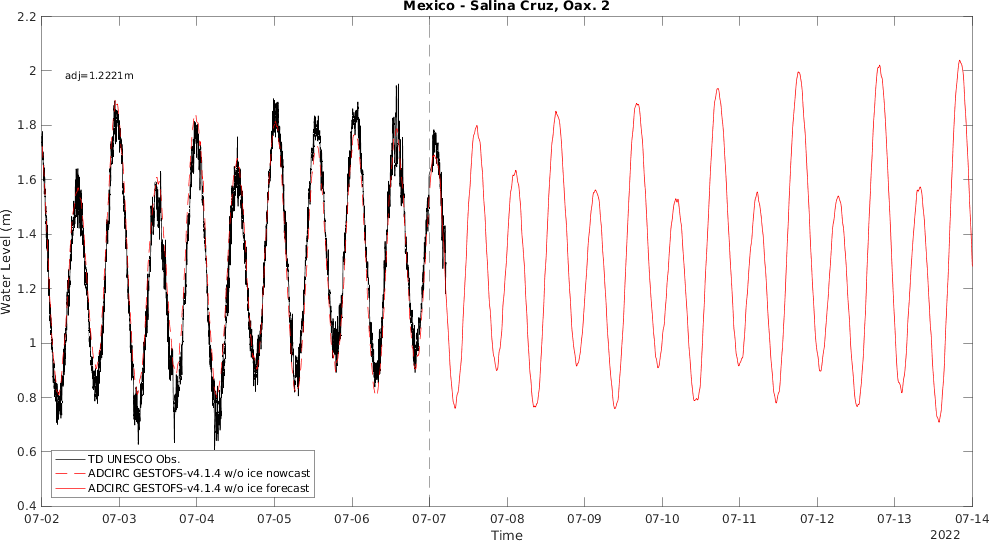 Mexico - Salina Cruz, Oax. 2
adj=1.2221m
Water Level (m)
2.2
2
1.8
1.6
1.4
1.2
1
0.8
0.6
0.4
TD UNESCO Obs.
ADCIRC GESTOFS-v4.1.4 w/o ice nowcast
ADCIRC GESTOFS-v4.1.4 w/o ice forecast
07-02 07-03 07-04 07-05 07-06 07-07 07-08 07-09 07-10 07-11 07-12 07-13 07-14
Time
2022